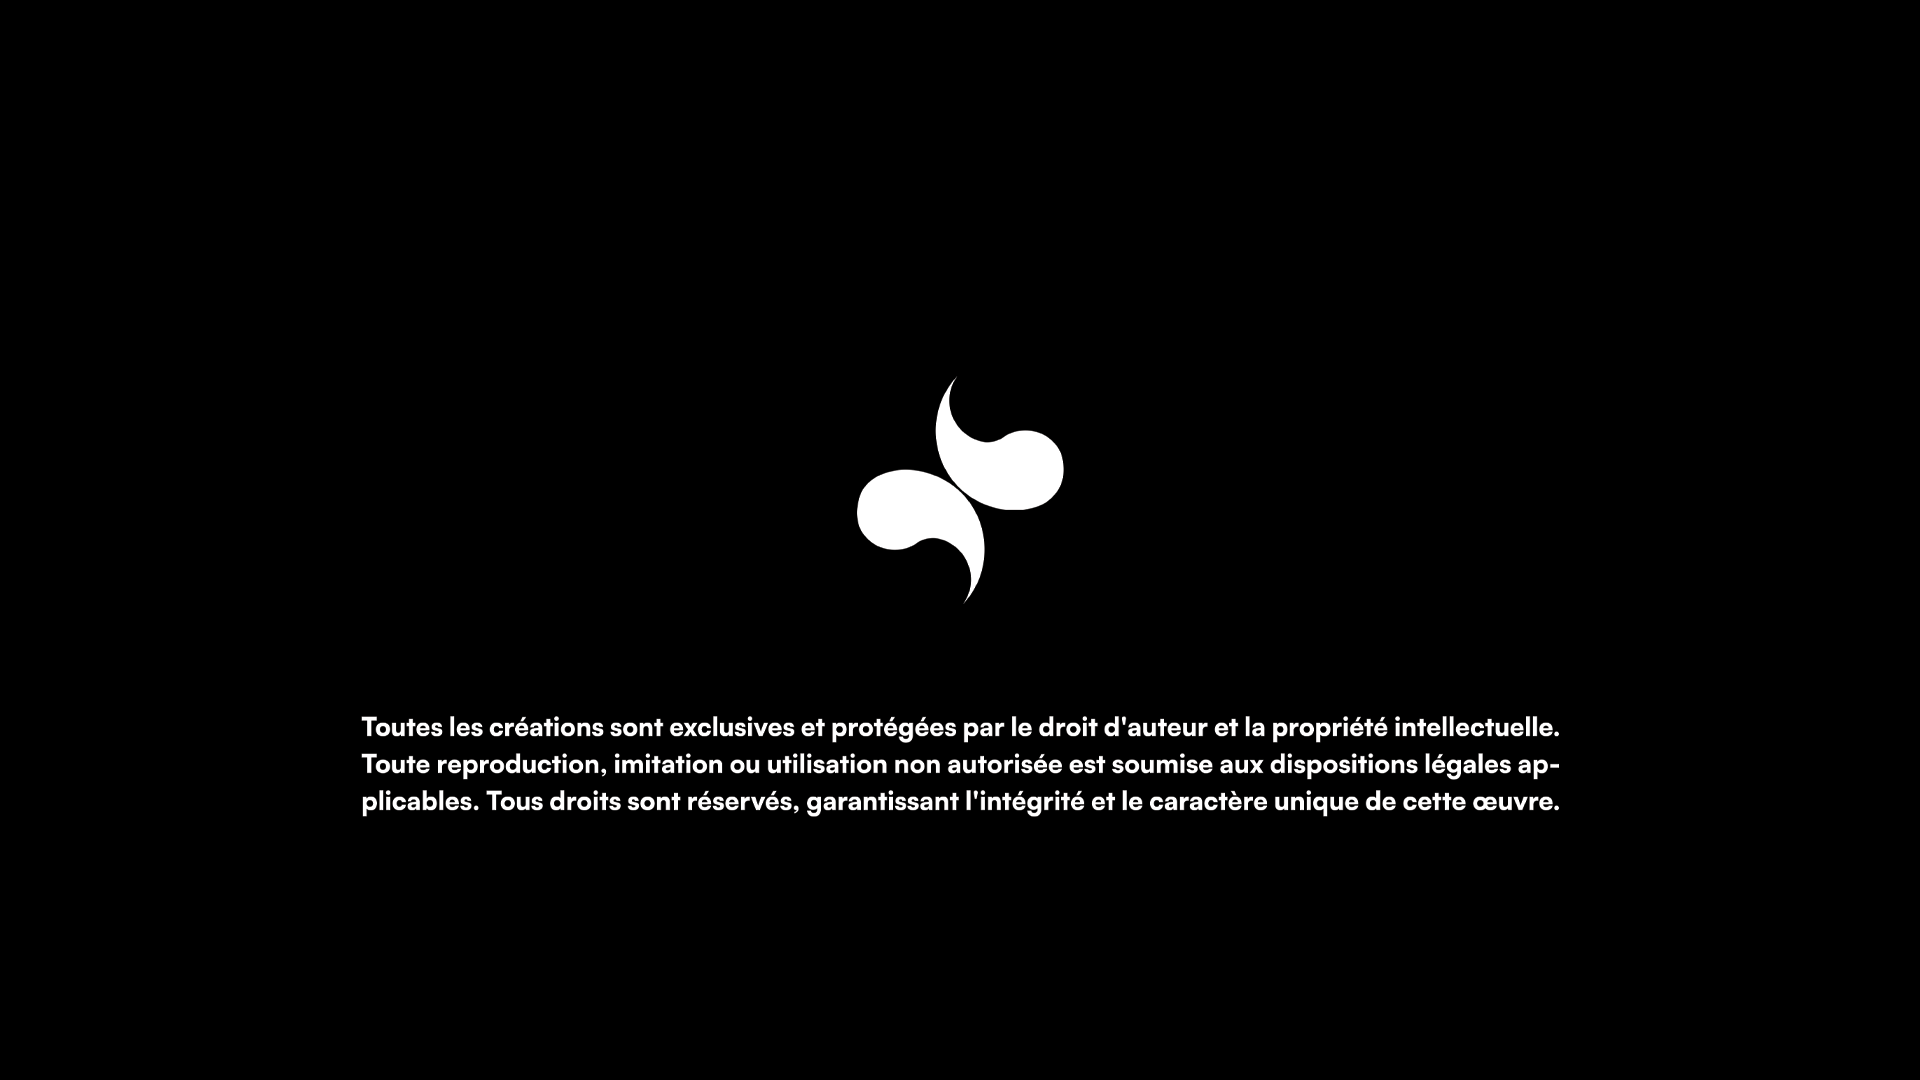 Toutes les créations sont exclusives et protégées par le droit d'auteur et la propriété intellectuelle.
Toute reproduction, imitation ou utilisation non autorisée est soumise aux dispositions légales ap-
plicables. Tous droits sont réservés, garantissant l'intégrité et le caractère unique de cette œuvre.